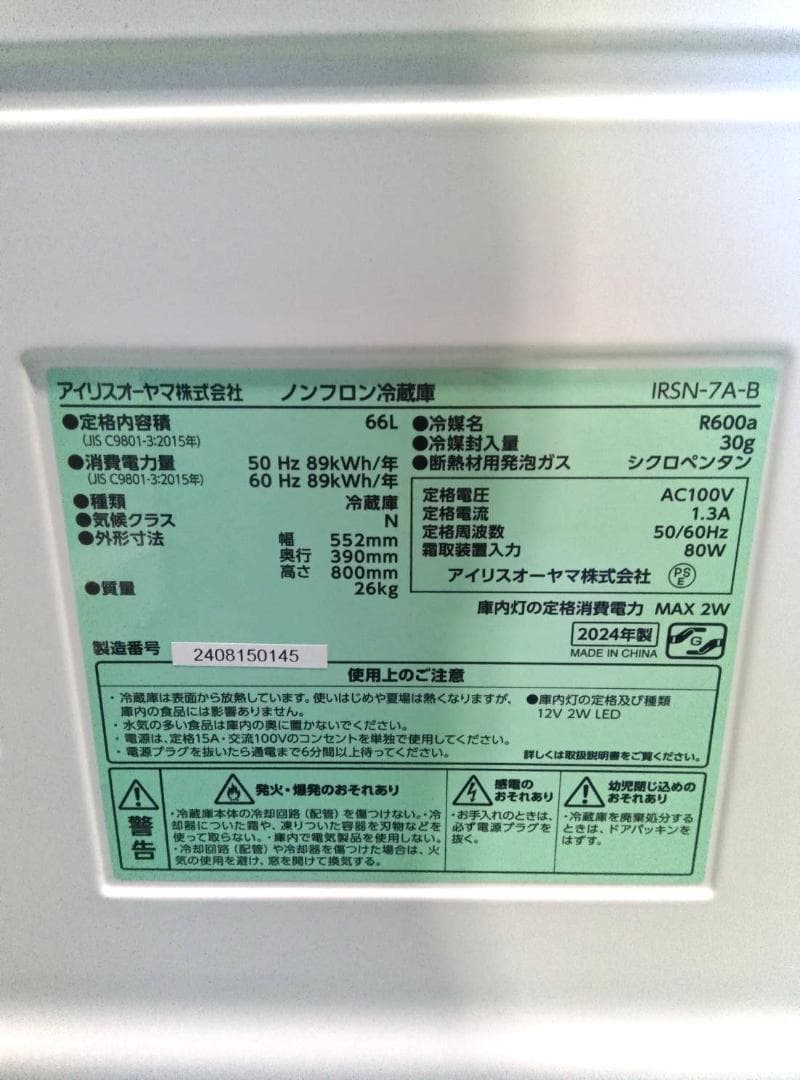 アイリスオーヤマ株式会社 ノンフロン冷蔵庫 IRSN-7A-B
●定格内容積 66L
(JIS C9801-3:2015年)
●消費電力量 50 Hz 89kWh/年
(JIS C9801-3:2015年) 60 Hz 89kWh/年
●種類 冷蔵庫
●気候クラス N
●外形寸法 幅 552mm
奥行 390mm
高さ 800mm
●質量 26kg
●冷媒名 R600a
●冷媒封入量 30g
●断熱材用発泡ガス シクロペンタン
定格電圧 AC100V
定格電流 1.3A
定格周波数 50/60Hz
霜取装置入力 80W
アイリスオーヤマ株式会社 PSE
庫内灯の定格消費電力 MAX 2W
2024年製
MADE IN CHINA
G
製造番号 2408150145
使用上のご注意
・冷蔵庫は表面から放熱しています。使いはじめや夏場は熱くなりますが、
庫内の食品には影響ありません。
・水気の多い食品は庫内の奥に置かないでください。
・電源は、定格15A・交流100Vのコンセントを単独で使用してください。
・電源プラグを抜いたら通電まで6分間以上待ってください。
●庫内灯の定格及び種類
12V 2W LED
詳しくは取扱説明書をご覧ください。
警告
発火・爆発のおそれあり
・冷蔵庫本体の冷却回路（配管）を傷つけない。・冷
却器についた霜や、凍りついた容器を刃物などを
使って取らない。・庫内で電気製品を使用しない。
・冷却回路（配管）や冷却器を傷つけた場合は、火
気の使用を避け、窓を開けて換気する。
感電の
おそれあり
・お手入れのときは、
必ず電源プラグを
抜く。
幼児閉じ込めの
おそれあり
・冷蔵庫を廃棄処分する
ときは、ドアパッキンを
はずす。